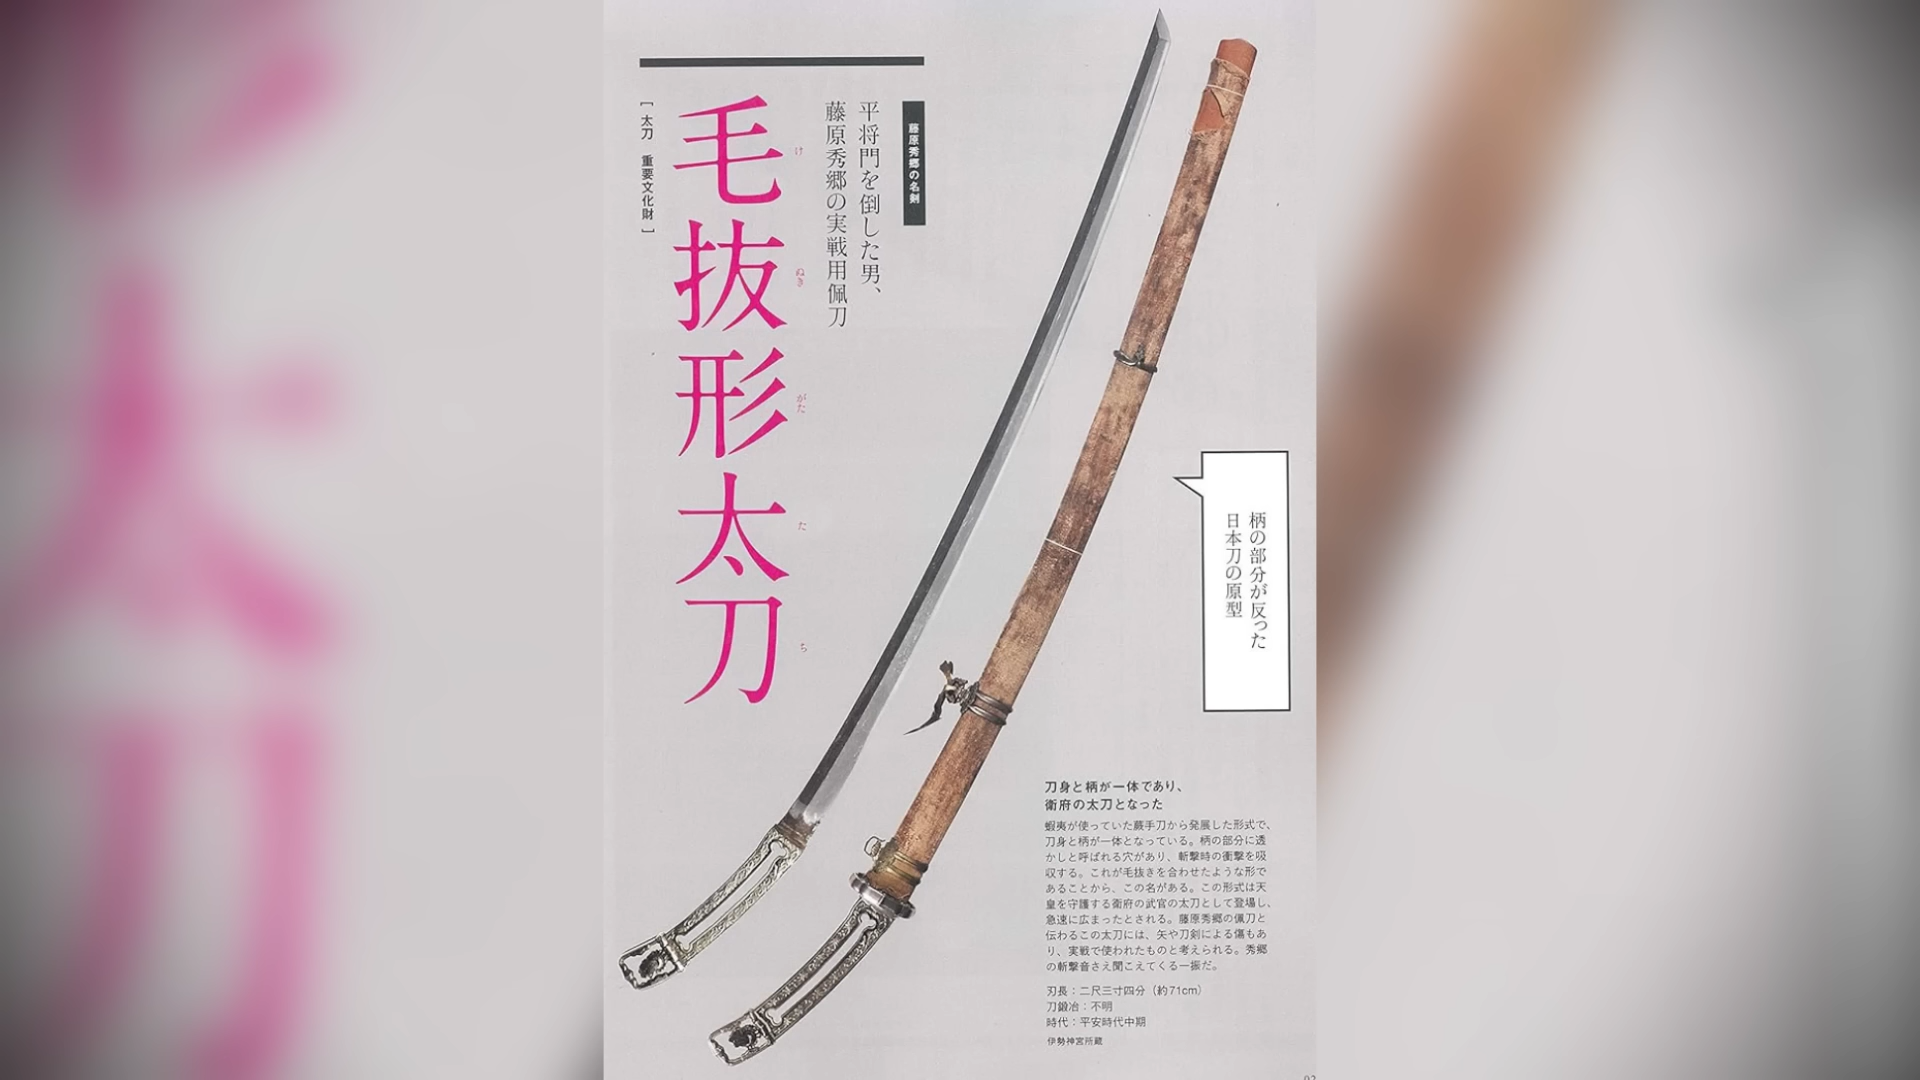 藤原秀郷の名剣
平将門を倒した男、
藤原秀郷の実戦用佩刀
毛抜形太刀
けぬきがたたち
［太刀　重要文化財］
柄の部分が反った
日本刀の原型
刀身と柄が一体であり、
衛府の太刀となった
蝦夷が使っていた蕨手刀から発展した形式で、
刀身と柄が一体となっている。柄の部分に透
かしと呼ばれる穴があり、斬撃時の衝撃を吸
収する。これが毛抜きを合わせたような形で
あることから、この名がある。この形式は天
皇を守護する衛府の武官の太刀として登場し、
急速に広まったとされる。藤原秀郷の佩刀と
伝わるこの太刀には、矢や刀剣による傷もあ
り、実戦で使われたものと考えられる。秀郷
の斬撃音さえ聞こえてくる一振だ。
刃長：二尺三寸四分（約71cm）
刀鍛冶：不明
時代：平安時代中期
伊勢神宮所蔵